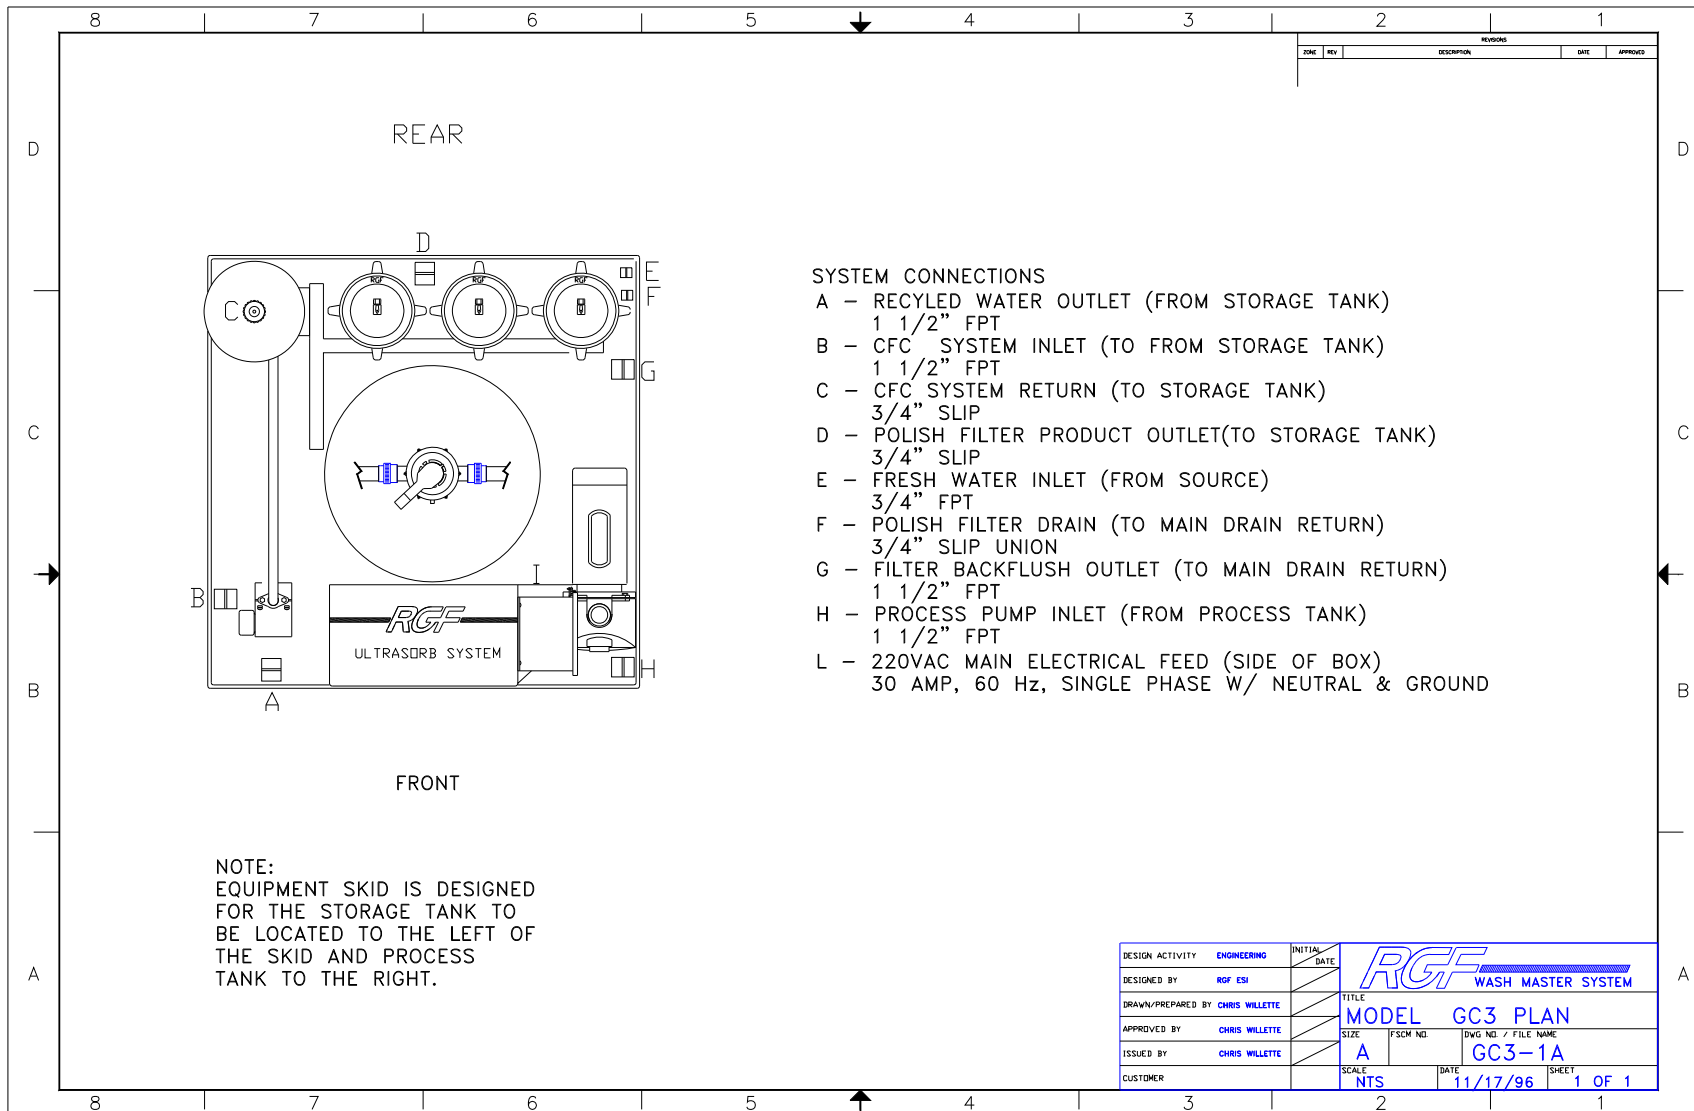 8 7 6 5 4 3 2 1
REVISIONS
ZONE REV DESCRIPTION DATE APPROVED
D D
REAR
D
E
RGF RGF RGF
F
C
G
C C
SYSTEM CONNECTIONS
A – RECYLED WATER OUTLET (FROM STORAGE TANK)
1 1/2” FPT
B – CFC SYSTEM INLET (TO FROM STORAGE TANK)
1 1/2” FPT
C – CFC SYSTEM RETURN (TO STORAGE TANK)
3/4” SLIP
D – POLISH FILTER PRODUCT OUTLET(TO STORAGE TANK)
3/4” SLIP
E – FRESH WATER INLET (FROM SOURCE)
3/4” FPT
F – POLISH FILTER DRAIN (TO MAIN DRAIN RETURN)
3/4” SLIP UNION
G – FILTER BACKFLUSH OUTLET (TO MAIN DRAIN RETURN)
1 1/2” FPT
H – PROCESS PUMP INLET (FROM PROCESS TANK)
1 1/2” FPT
L – 220VAC MAIN ELECTRICAL FEED (SIDE OF BOX)
30 AMP, 60 Hz, SINGLE PHASE W/ NEUTRAL & GROUND
I
B
RGF
ULTRASORB SYSTEM
H
A
B B
FRONT
NOTE:
EQUIPMENT SKID IS DESIGNED
FOR THE STORAGE TANK TO
BE LOCATED TO THE LEFT OF
THE SKID AND PROCESS
TANK TO THE RIGHT.
A A
DESIGN ACTIVITY ENGINEERING
INITIAL DATE
DESIGNED BY RGF ESI
DRAWN/PREPARED BY CHRIS WILLETTE
APPROVED BY CHRIS WILLETTE
ISSUED BY CHRIS WILLETTE
CUSTOMER
RGF
WASH MASTER SYSTEM
TITLE
MODEL GC3 PLAN
SIZE FSCM NO. DWG NO. / FILE NAME
A GC3–1A
SCALE DATE SHEET
NTS 11/17/96 1 OF 1
8 7 6 5 4 3 2 1